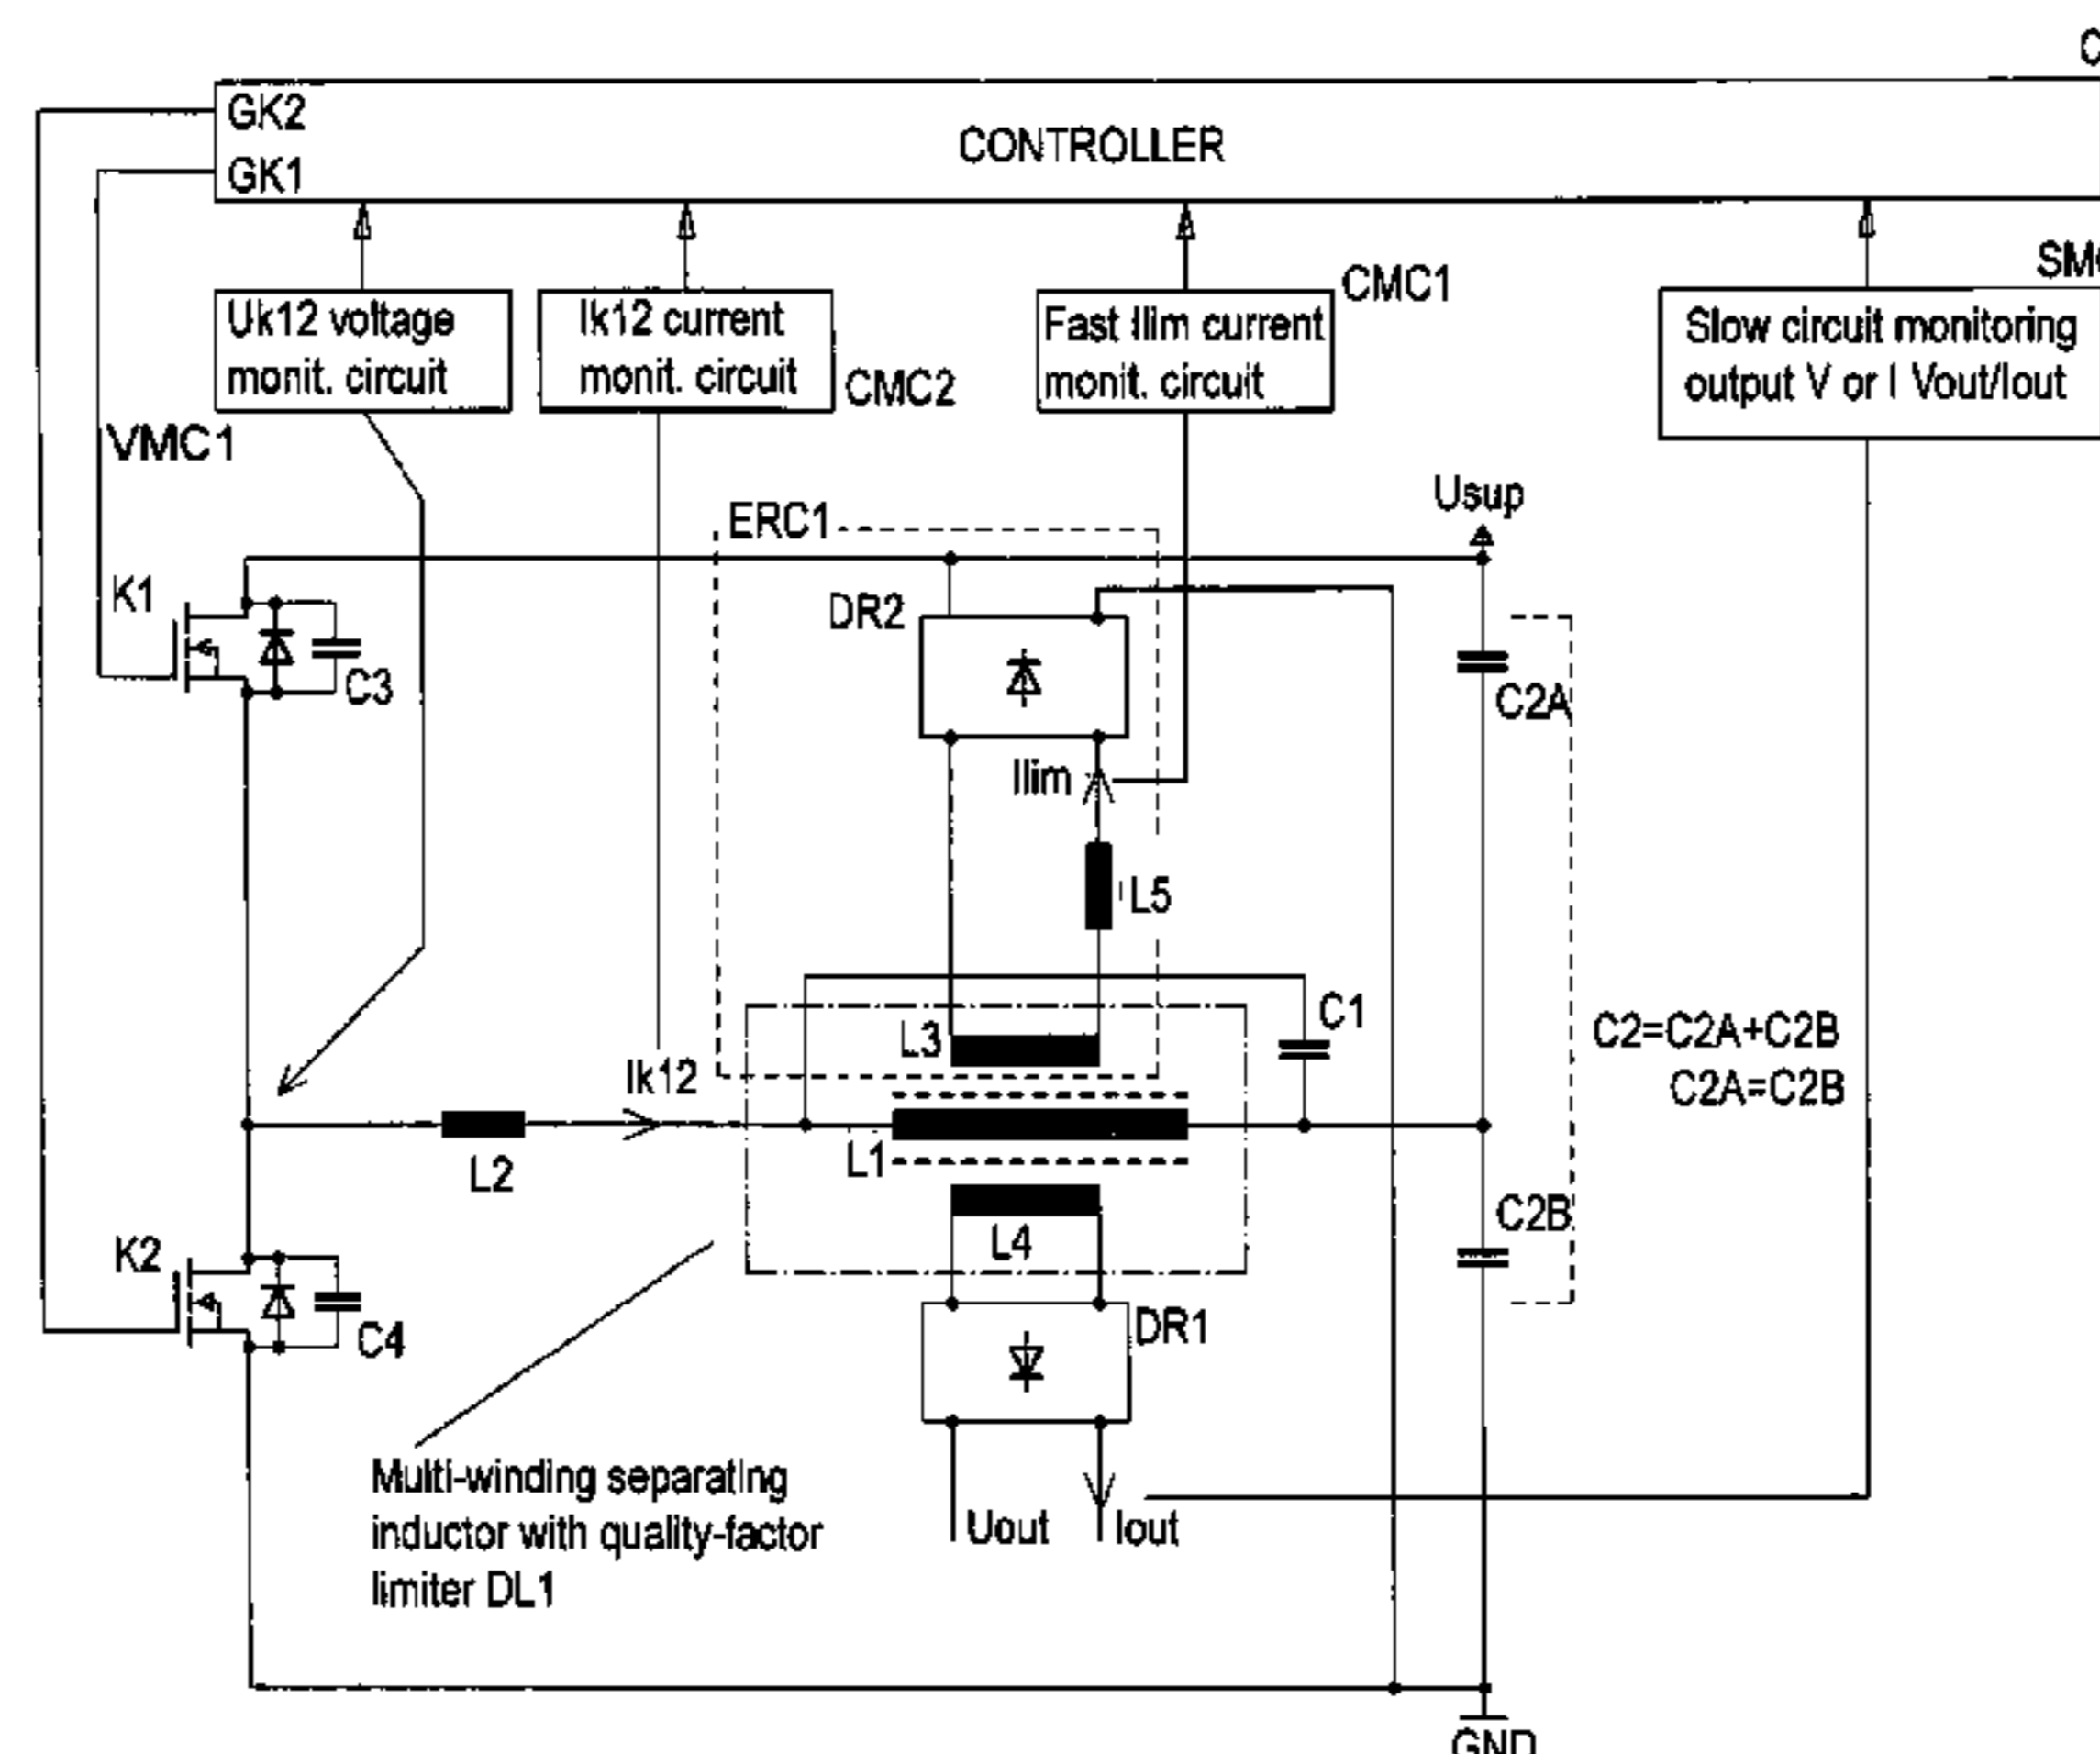 GK2
CONTROLLER
GK1
Uk12 voltage
monit. circuit
VMC1
Ik12 current
monit. circuit
CMC2
Fast Ilim current
monit. circuit
CMC1
Slow circuit monitoring
output V or I Vout/Iout
Usup
ERC1
K1
C3
DR2
C2A
Ilim
L5
C1
L3
C2=C2A+C2B
C2A=C2B
Ik12
L1
L2
C2B
L4
K2
C4
DR1
Multi-winding separating
inductor with quality-factor
limiter DL1
Uout
Iout
GND